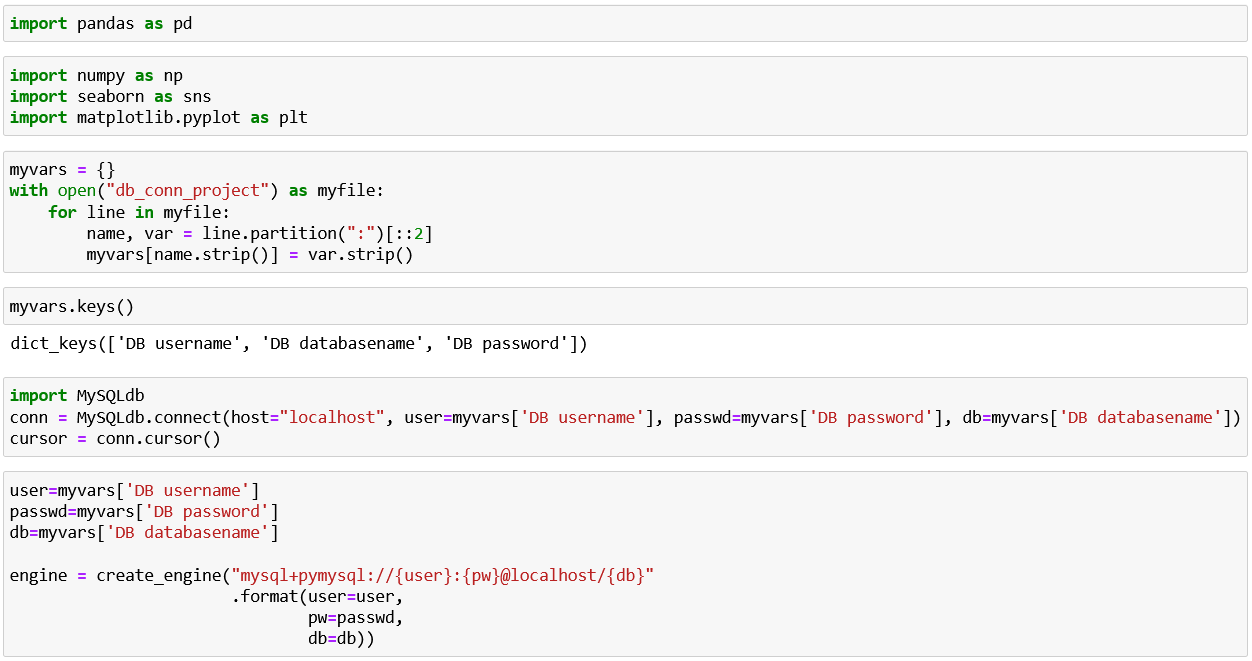 import pandas as pd
import numpy as np
import seaborn as sns
import matplotlib.pyplot as plt
myvars = {}
with open("db_conn_project") as myfile:
    for line in myfile:
        name, var = line.partition(":")[::2]
        myvars[name.strip()] = var.strip()
myvars.keys()
dict_keys(['DB username', 'DB databasename', 'DB password'])
import MySQLdb
conn = MySQLdb.connect(host="localhost", user=myvars['DB username'], passwd=myvars['DB password'], db=myvars['DB databasename'])
cursor = conn.cursor()
user=myvars['DB username']
passwd=myvars['DB password']
db=myvars['DB databasename']
engine = create_engine("mysql+pymysql://{user}:{pw}@localhost/{db}"
                       .format(user=user,
                               pw=passwd,
                               db=db))